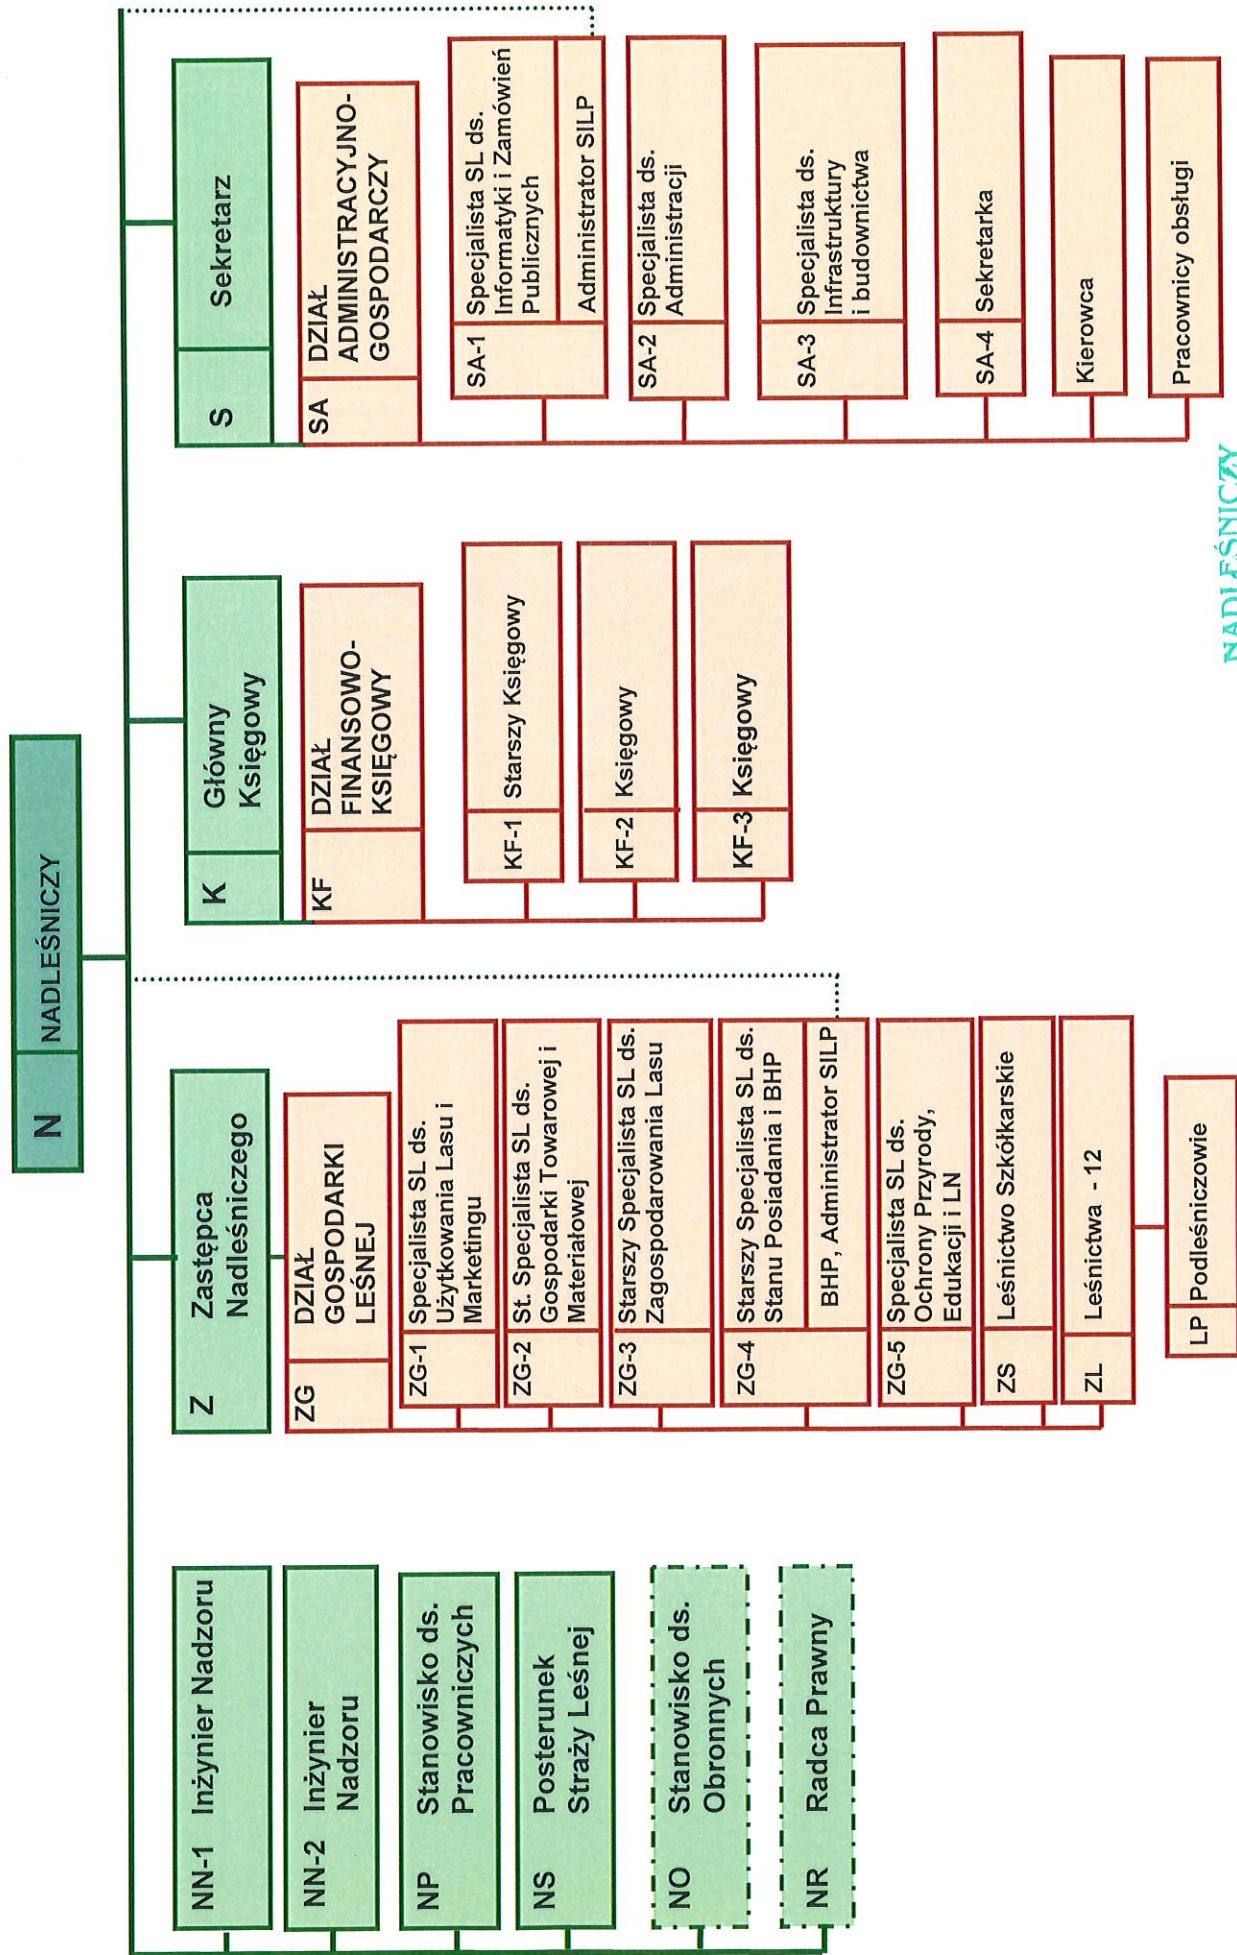 N NADLEŚNICZY
NN-1 Inżynier Nadzoru
NN-2 Inżynier
Nadzoru
NP Stanowisko ds.
Pracowniczych
NS Posterunek
Straży Leśnej
NO Stanowisko ds.
Obronnych
NR Radca Prawny
Z Zastępca
Nadleśniczego
ZG DZIAŁ
GOSPODARKI
LEŚNEJ
ZG-1 Specjalista SL ds.
Użytkowania Lasu i
Marketingu
ZG-2 St. Specjalista SL ds.
Gospodarki Towarowej i
Materiałowej
ZG-3 Starszy Specjalista SL ds.
Zagospodarowania Lasu
ZG-4 Starszy Specjalista SL ds.
Stanu Posiadania i BHP
BHP, Administrator SILP
ZG-5 Specjalista SL ds.
Ochrony Przyrody,
Edukacji i LN
ZS Leśnictwo Szkółkarskie
ZL Leśnictwa - 12
LP Podleśniczowie
K Główny
Księgowy
KF DZIAŁ
FINANSOWO-
KSIĘGOWY
KF-1 Starszy Księgowy
KF-2 Księgowy
KF-3 Księgowy
S Sekretarz
SA DZIAŁ
ADMINISTRACYJNO-
GOSPODARCZY
SA-1 Specjalista SL ds.
Informatyki i Zamówień
Publicznych
Administrator SILP
SA-2 Specjalista ds.
Administracji
SA-3 Specjalista ds.
Infrastruktury
i budownictwa
SA-4 Sekretarka
Kierowca
Pracownicy obsługi
NADLEŚNICZY